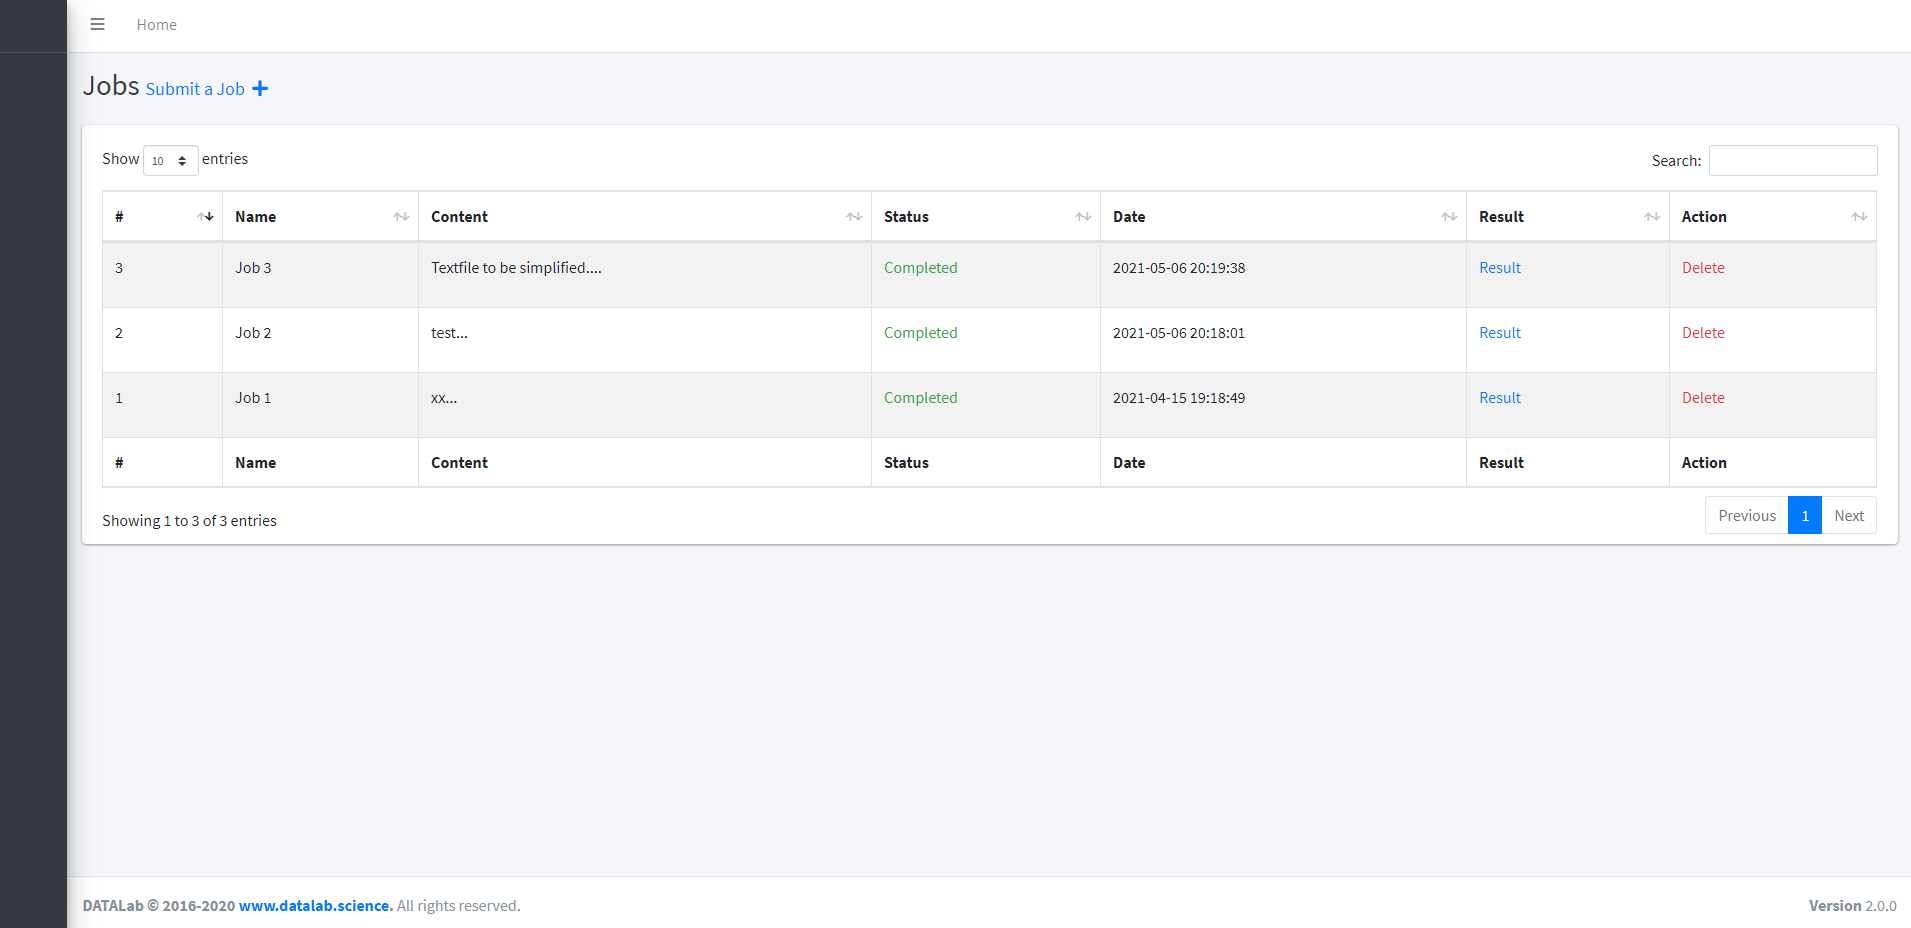 Home
Jobs Submit a Job
Show 10 entries Search:
# Name Content Status Date Result Action
3 Job 3 Textfile to be simplified.... Completed 2021-05-06 20:19:38 Result Delete
2 Job 2 test... Completed 2021-05-06 20:18:01 Result Delete
1 Job 1 xx... Completed 2021-04-15 19:18:49 Result Delete
# Name Content Status Date Result Action
Showing 1 to 3 of 3 entries Previous 1 Next
DATALab © 2016-2020 www.datalab.science. All rights reserved. Version 2.0.0